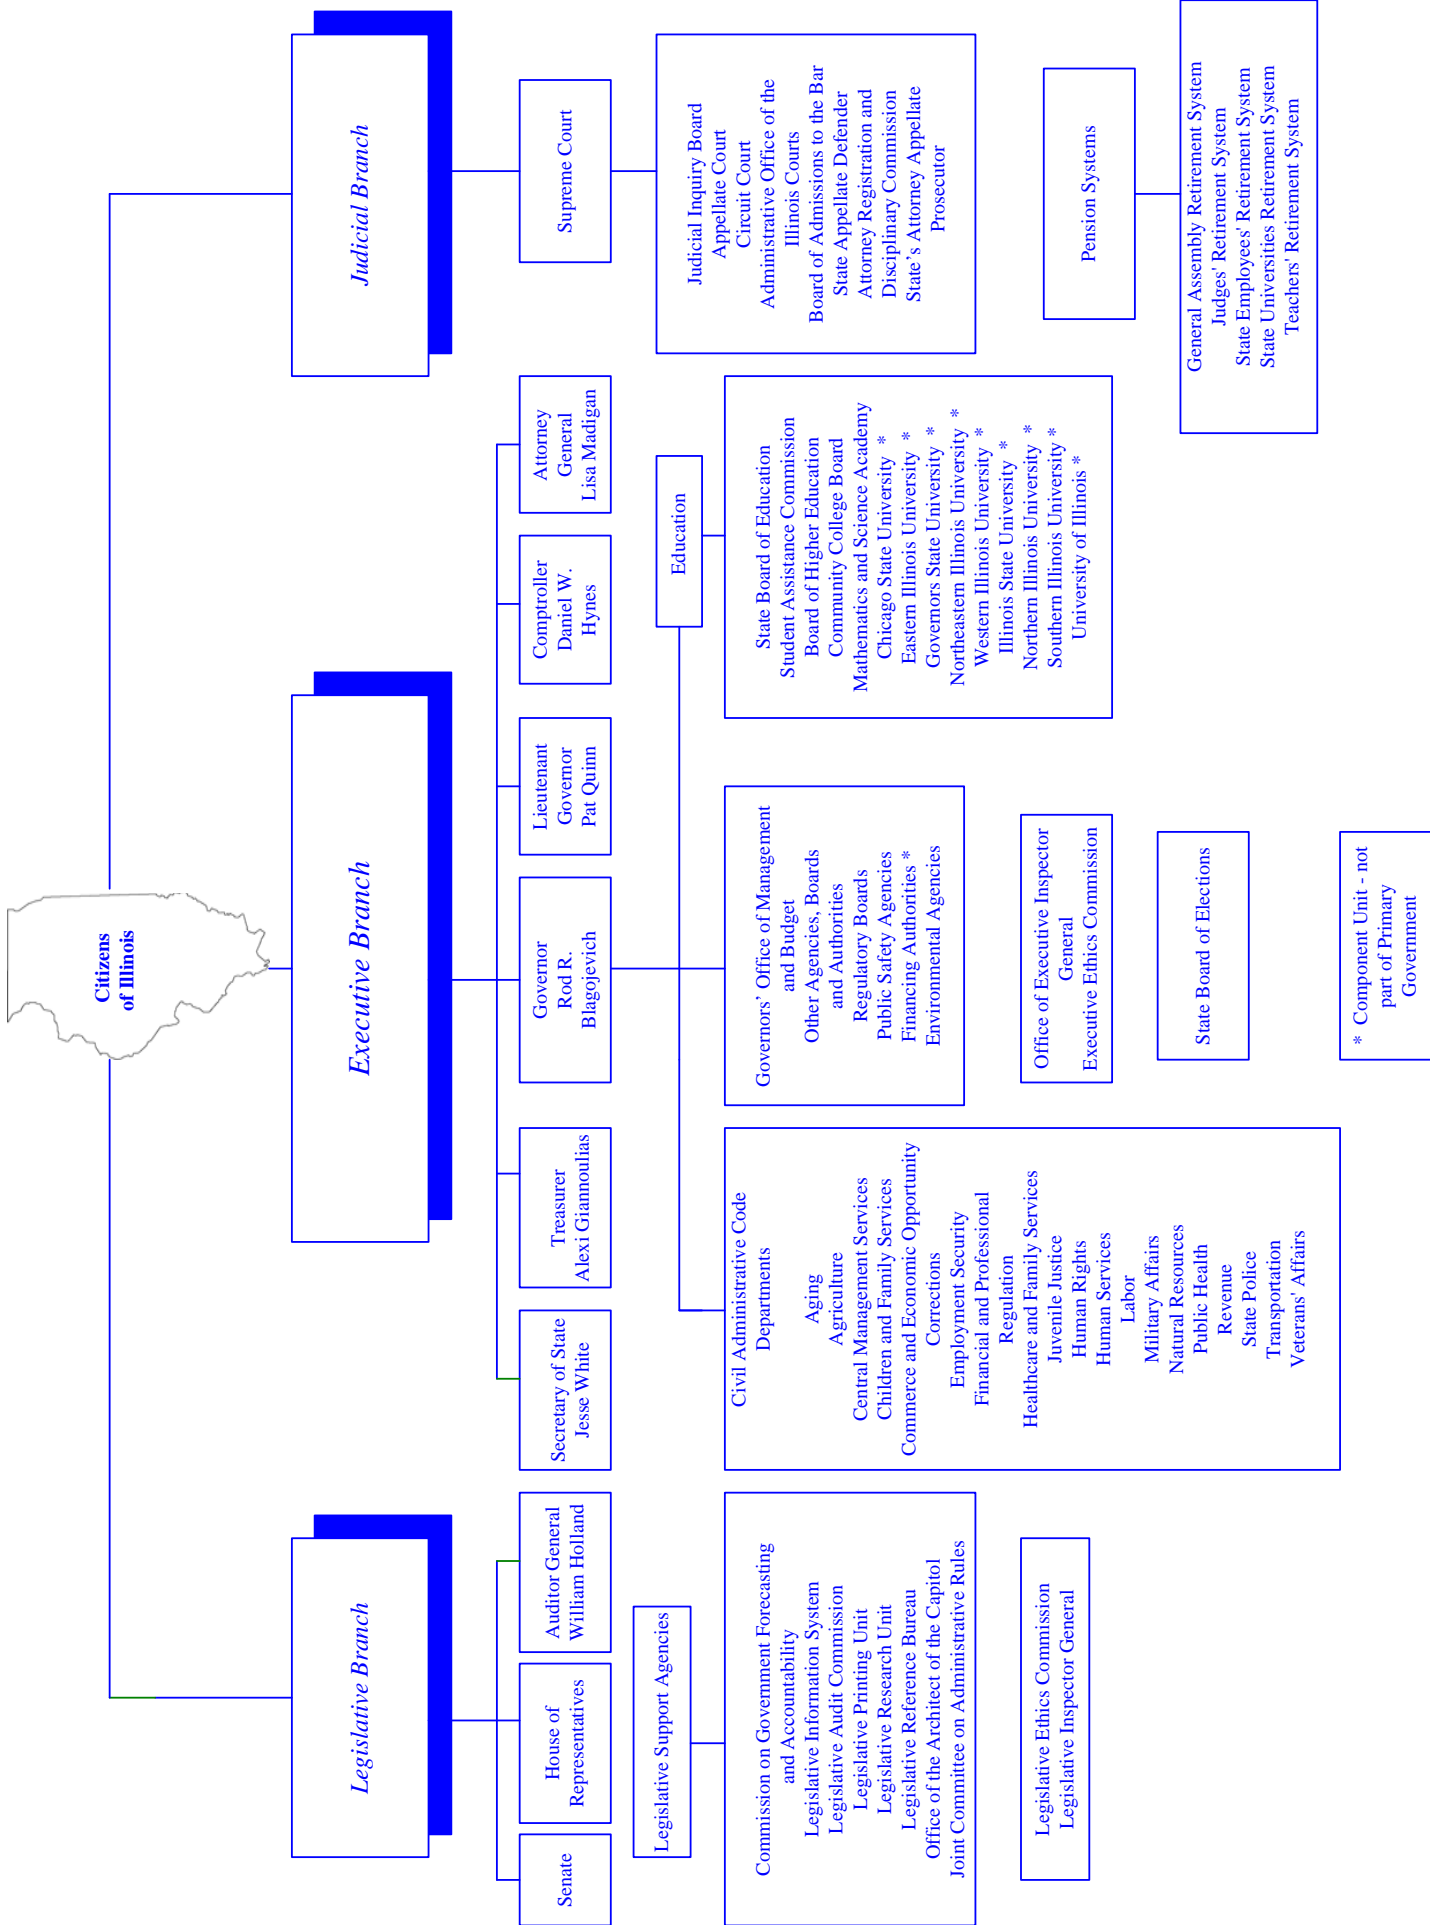 Citizens
of Illinois
Legislative Branch
Executive Branch
Judicial Branch
Senate
House of
Representatives
Auditor General
William Holland
Secretary of State
Jesse White
Treasurer
Alexi Giannoulias
Governor
Rod R.
Blagojevich
Lieutenant
Governor
Pat Quinn
Comptroller
Daniel W.
Hynes
Attorney
General
Lisa Madigan
Supreme Court
Legislative Support Agencies
Commission on Government Forecasting
and Accountability
Legislative Information System
Legislative Audit Commission
Legislative Printing Unit
Legislative Research Unit
Legislative Reference Bureau
Office of the Architect of the Capitol
Joint Committee on Administrative Rules
Legislative Ethics Commission
Legislative Inspector General
Civil Administrative Code
Departments
Aging
Agriculture
Central Management Services
Children and Family Services
Commerce and Economic Opportunity
Corrections
Employment Security
Financial and Professional
Regulation
Healthcare and Family Services
Juvenile Justice
Human Rights
Human Services
Labor
Military Affairs
Natural Resources
Public Health
Revenue
State Police
Transportation
Veterans' Affairs
Governors’ Office of Management
and Budget
Other Agencies, Boards
and Authorities
Regulatory Boards
Public Safety Agencies
Financing Authorities *
Environmental Agencies
Office of Executive Inspector
General
Executive Ethics Commission
State Board of Elections
* Component Unit - not
part of Primary
Government
Education
State Board of Education
Student Assistance Commission
Board of Higher Education
Community College Board
Mathematics and Science Academy
Chicago State University *
Eastern Illinois University *
Governors State University *
Northeastern Illinois University *
Western Illinois University *
Illinois State University *
Northern Illinois University *
Southern Illinois University *
University of Illinois *
Judicial Inquiry Board
Appellate Court
Circuit Court
Administrative Office of the
Illinois Courts
Board of Admissions to the Bar
State Appellate Defender
Attorney Registration and
Disciplinary Commission
State’s Attorney Appellate
Prosecutor
Pension Systems
General Assembly Retirement System
Judges' Retirement System
State Employees' Retirement System
State Universities Retirement System
Teachers' Retirement System